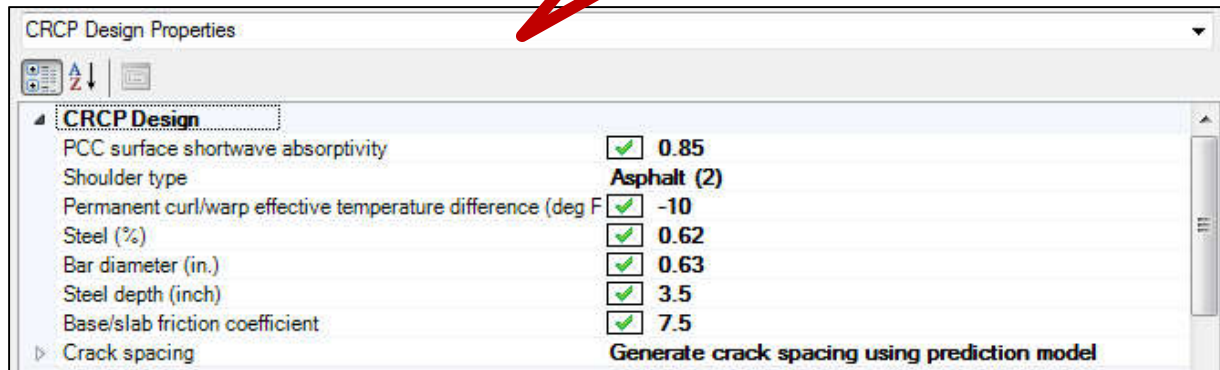 CRCP Design Properties
CRCP Design
PCC surface shortwave absorptivity 0.85
Shoulder type Asphalt (2)
Permanent curl/warp effective temperature difference (deg F -10
Steel (%) 0.62
Bar diameter (in.) 0.63
Steel depth (inch) 3.5
Base/slab friction coefficient 7.5
Crack spacing Generate crack spacing using prediction model